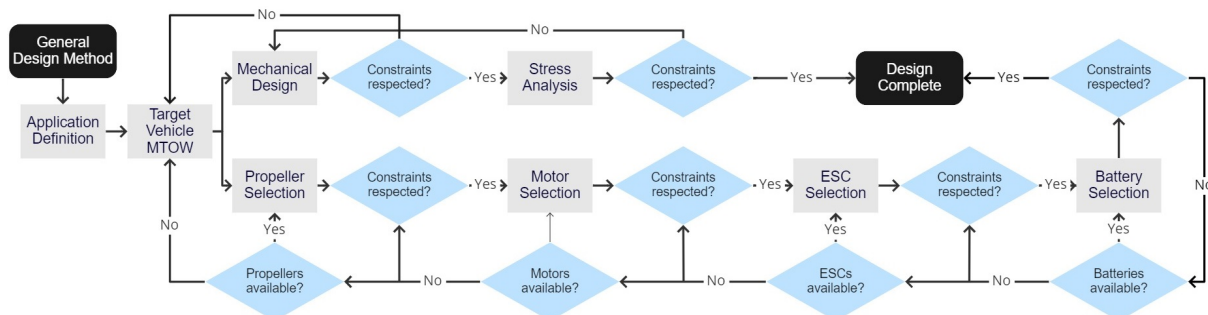 No
General
Design Method
No
Mechanical
Design
Constraints
respected?
Yes
Stress
Analysis
Constraints
respected?
Yes
Design
Complete
Yes
Constraints
respected?
Application
Definition
Target
Vehicle
MTOW
Propeller
Selection
Constraints
respected?
Yes
Motor
Selection
Constraints
respected?
Yes
ESC
Selection
Constraints
respected?
Yes
Battery
Selection
No
No
Yes
Yes
Yes
Propellers
available?
No
Motors
available?
No
ESCs
available?
No
Batteries
available?